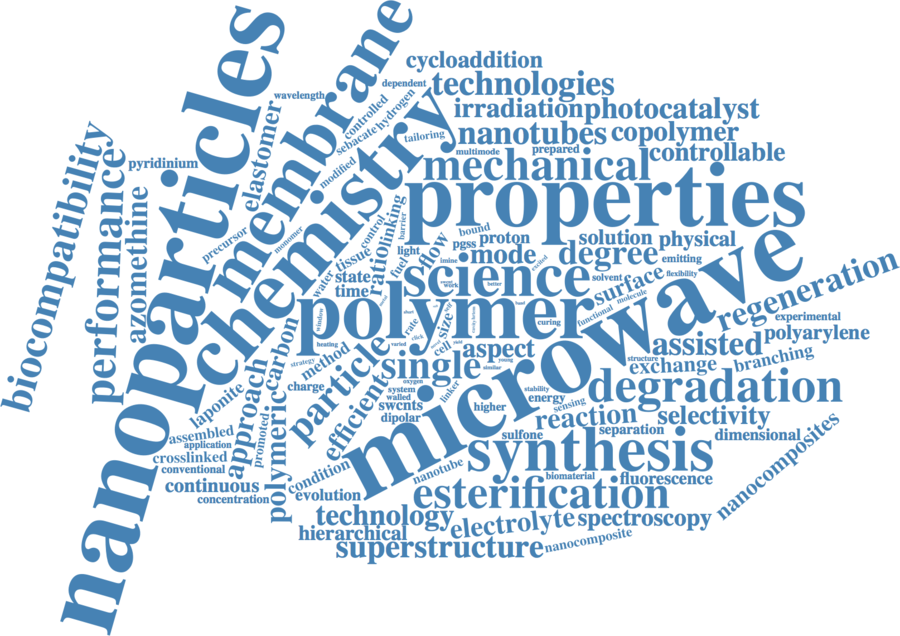 nanoparticles
membrane
chemistry
microwave
properties
polymer
science
synthesis
degradation
mechanical
esterification
superstructure
biocompatibility
performance
azomethine
pyridinium
elastomer
wavelength
precursor
monomer
controlled
sebacate
hydrogen
modified
tailoring
dependent
cycloaddition
technologies
irradiation
photocatalyst
nanotubes
copolymer
multimode
prepared
controllable
bound
pgss
proton
mode
solution
physical
degree
emitting
excited
solvent
flexibility
surface
functional
molecule
regeneration
experimental
polyarylene
assisted
structure
exchange
branching
barrier
control
ratio
linking
tissue
water
state
time
light
fuel
flow
imine
work
better
window
heating
short
rate
click
varied
size
cell
curing
aspect
single
similar
young
particle
method
strategy
charge
efficient
oxygen
system
walled
swcnts
dipolar
linker
higher
stability
energy
sensing
reaction
selectivity
separation
sulfone
dimensional
nanocomposites
carbon
polymeric
approach
promoted
laponite
assembled
application
crosslinked
conventional
continuous
concentration
condition
evolution
nanotube
biomaterial
fluorescence
technology
hierarchical
electrolyte
spectroscopy
nanocomposite